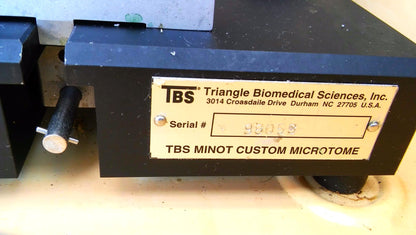 TBS® Triangle Biomedical Sciences, Inc.
3014 Croasdaile Drive Durham NC 27705 U.S.A.
Serial #
TBS MINOT CUSTOM MICROTOME